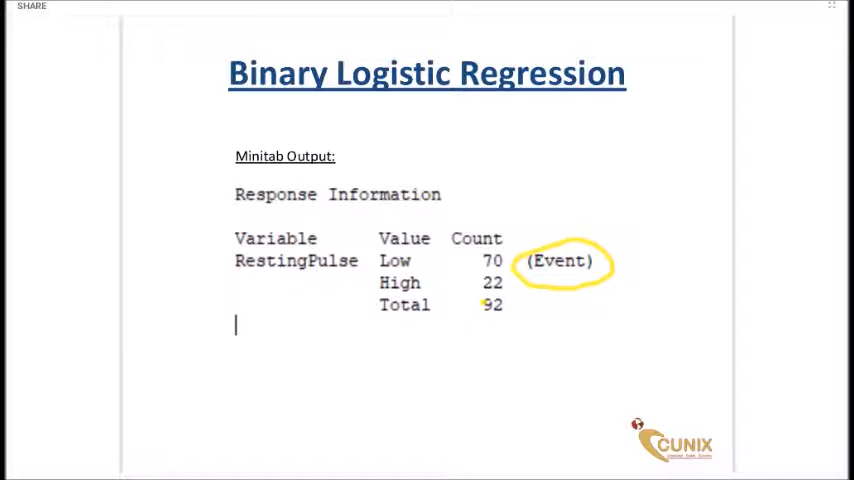 SHARE
Binary Logistic Regression
Minitab Output:
Response Information
Variable Value Count
RestingPulse Low 70 (Event)
High 22
Total 92
CUNIX